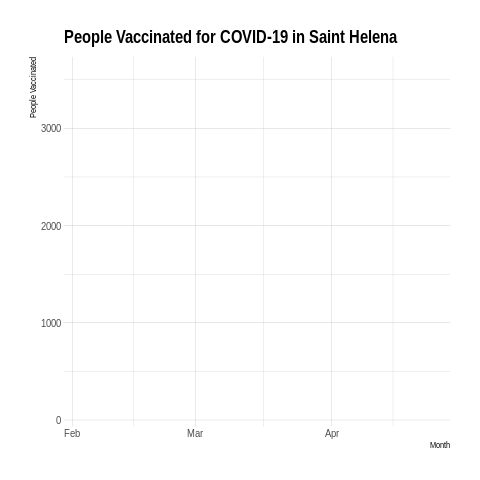 People Vaccinated for COVID-19 in Saint Helena
People Vaccinated
3000
2000
1000
0
Feb Mar Apr
Month